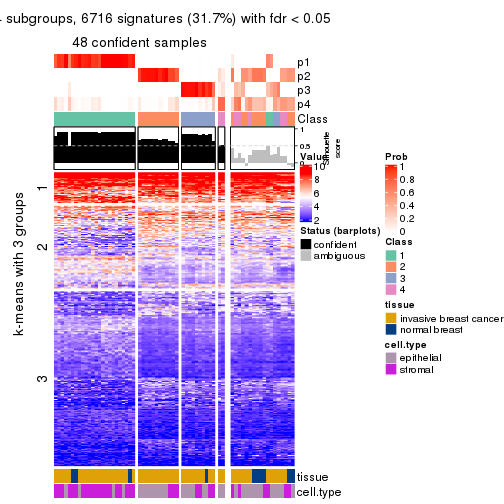 subgroups, 6716 signatures (31.7%) with fdr < 0.05
48 confident samples
p1
p2
p3
p4
Class
1
0.5
0
Silhouette
score
k-means with 3 groups
1
2
3
tissue
cell.type
Value
10
8
6
4
2
Status (barplots)
confident
ambiguous
Prob
1
0.8
0.6
0.4
0.2
0
Class
1
2
3
4
tissue
invasive breast cancer
normal breast
cell.type
epithelial
stromal